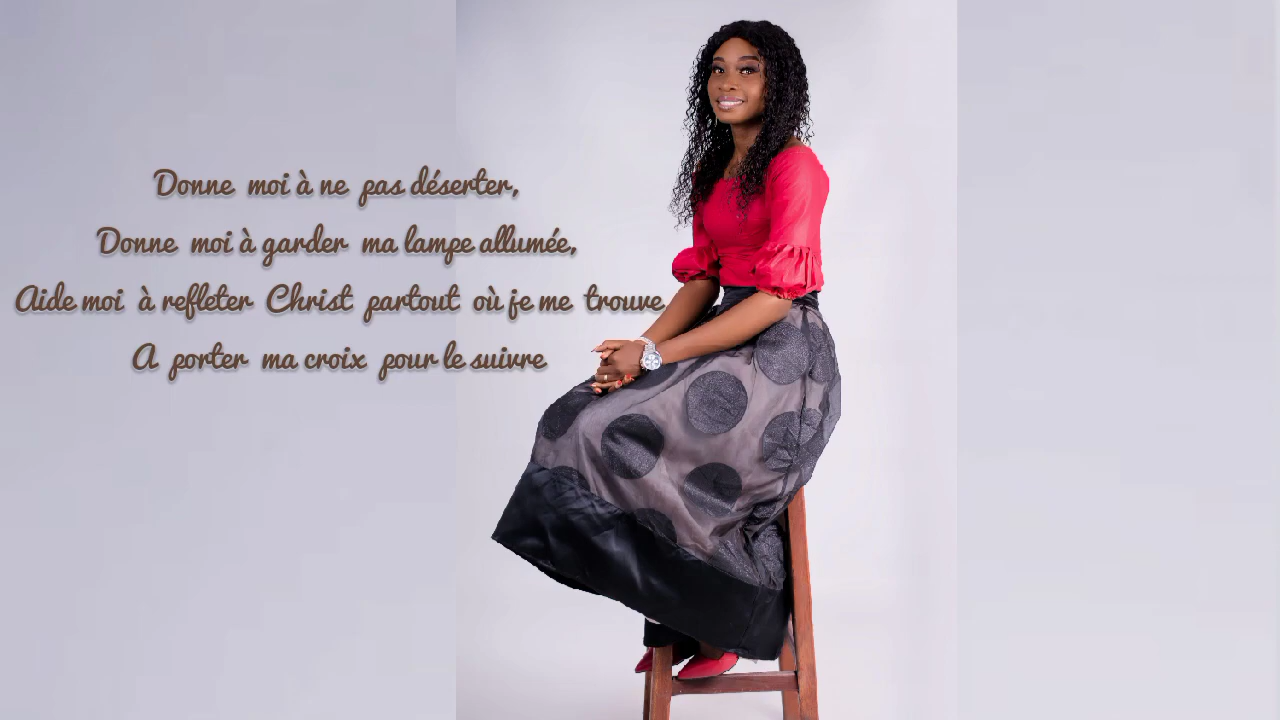 Donne moi à ne pas déserter,
Donne moi à garder ma lampe allumée,
Aide moi à refleter Christ partout où je me trouve
A porter ma croix pour le suivre